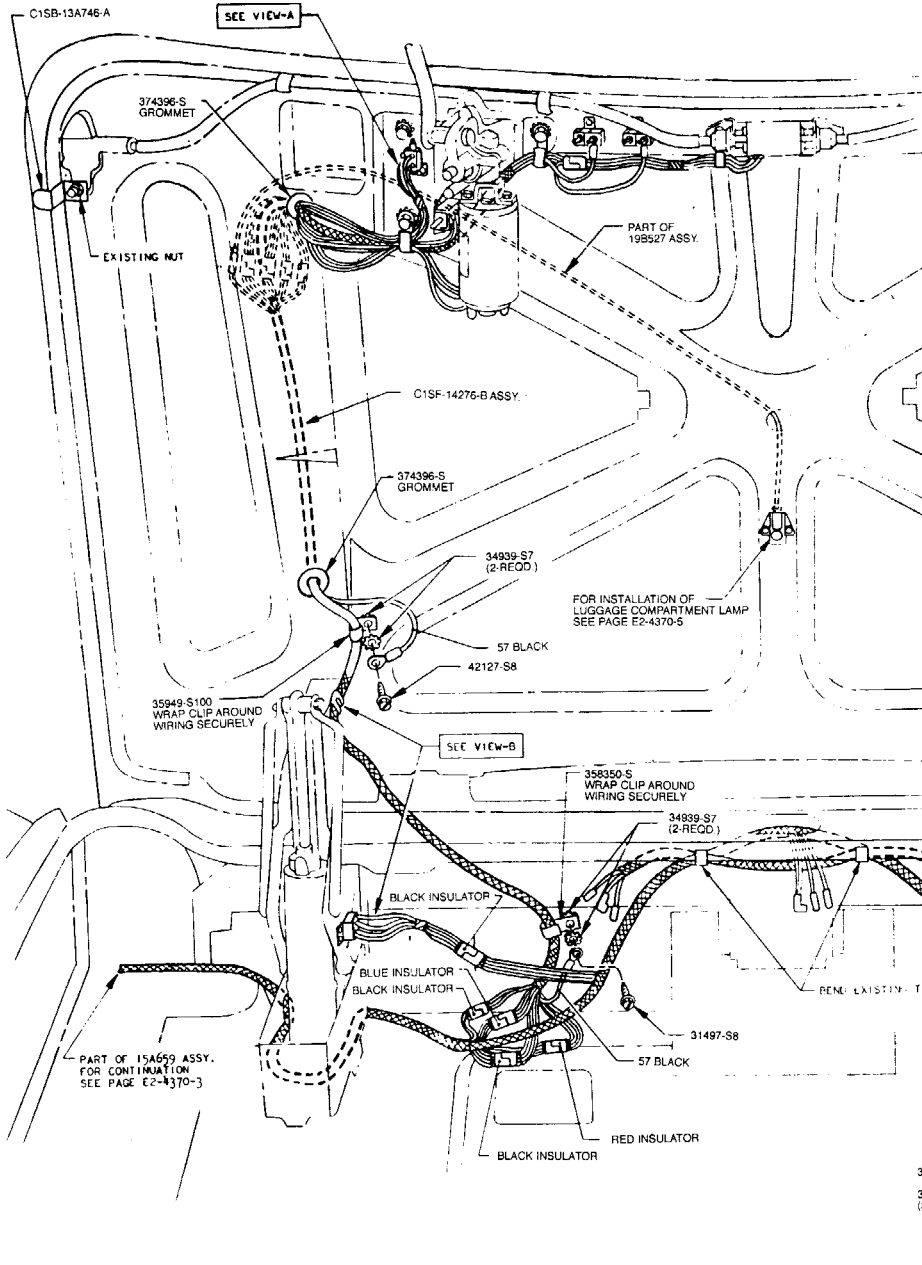 C1SB-13A746-A
SEE VIEW-A
374396-S
GROMMET
PART OF
19B527 ASSY.
EXISTING NUT
C1SF-14276-B ASSY.
374396-S
GROMMET
34939-S7
(2-REQD.)
FOR INSTALLATION OF
LUGGAGE COMPARTMENT LAMP
SEE PAGE E2-4370-5
57 BLACK
42127-S8
35949-S100
WRAP CLIP AROUND
WIRING SECURELY
SEE VIEW-B
358350-S
WRAP CLIP AROUND
WIRING SECURELY
34939-S7
(2-REQD.)
BLACK INSULATOR
BLUE INSULATOR
BLACK INSULATOR
BEND EXISTING T
31497-S8
57 BLACK
PART OF 15A659 ASSY.
FOR CONTINUATION
SEE PAGE E2-4370-3
RED INSULATOR
BLACK INSULATOR
3
3
(